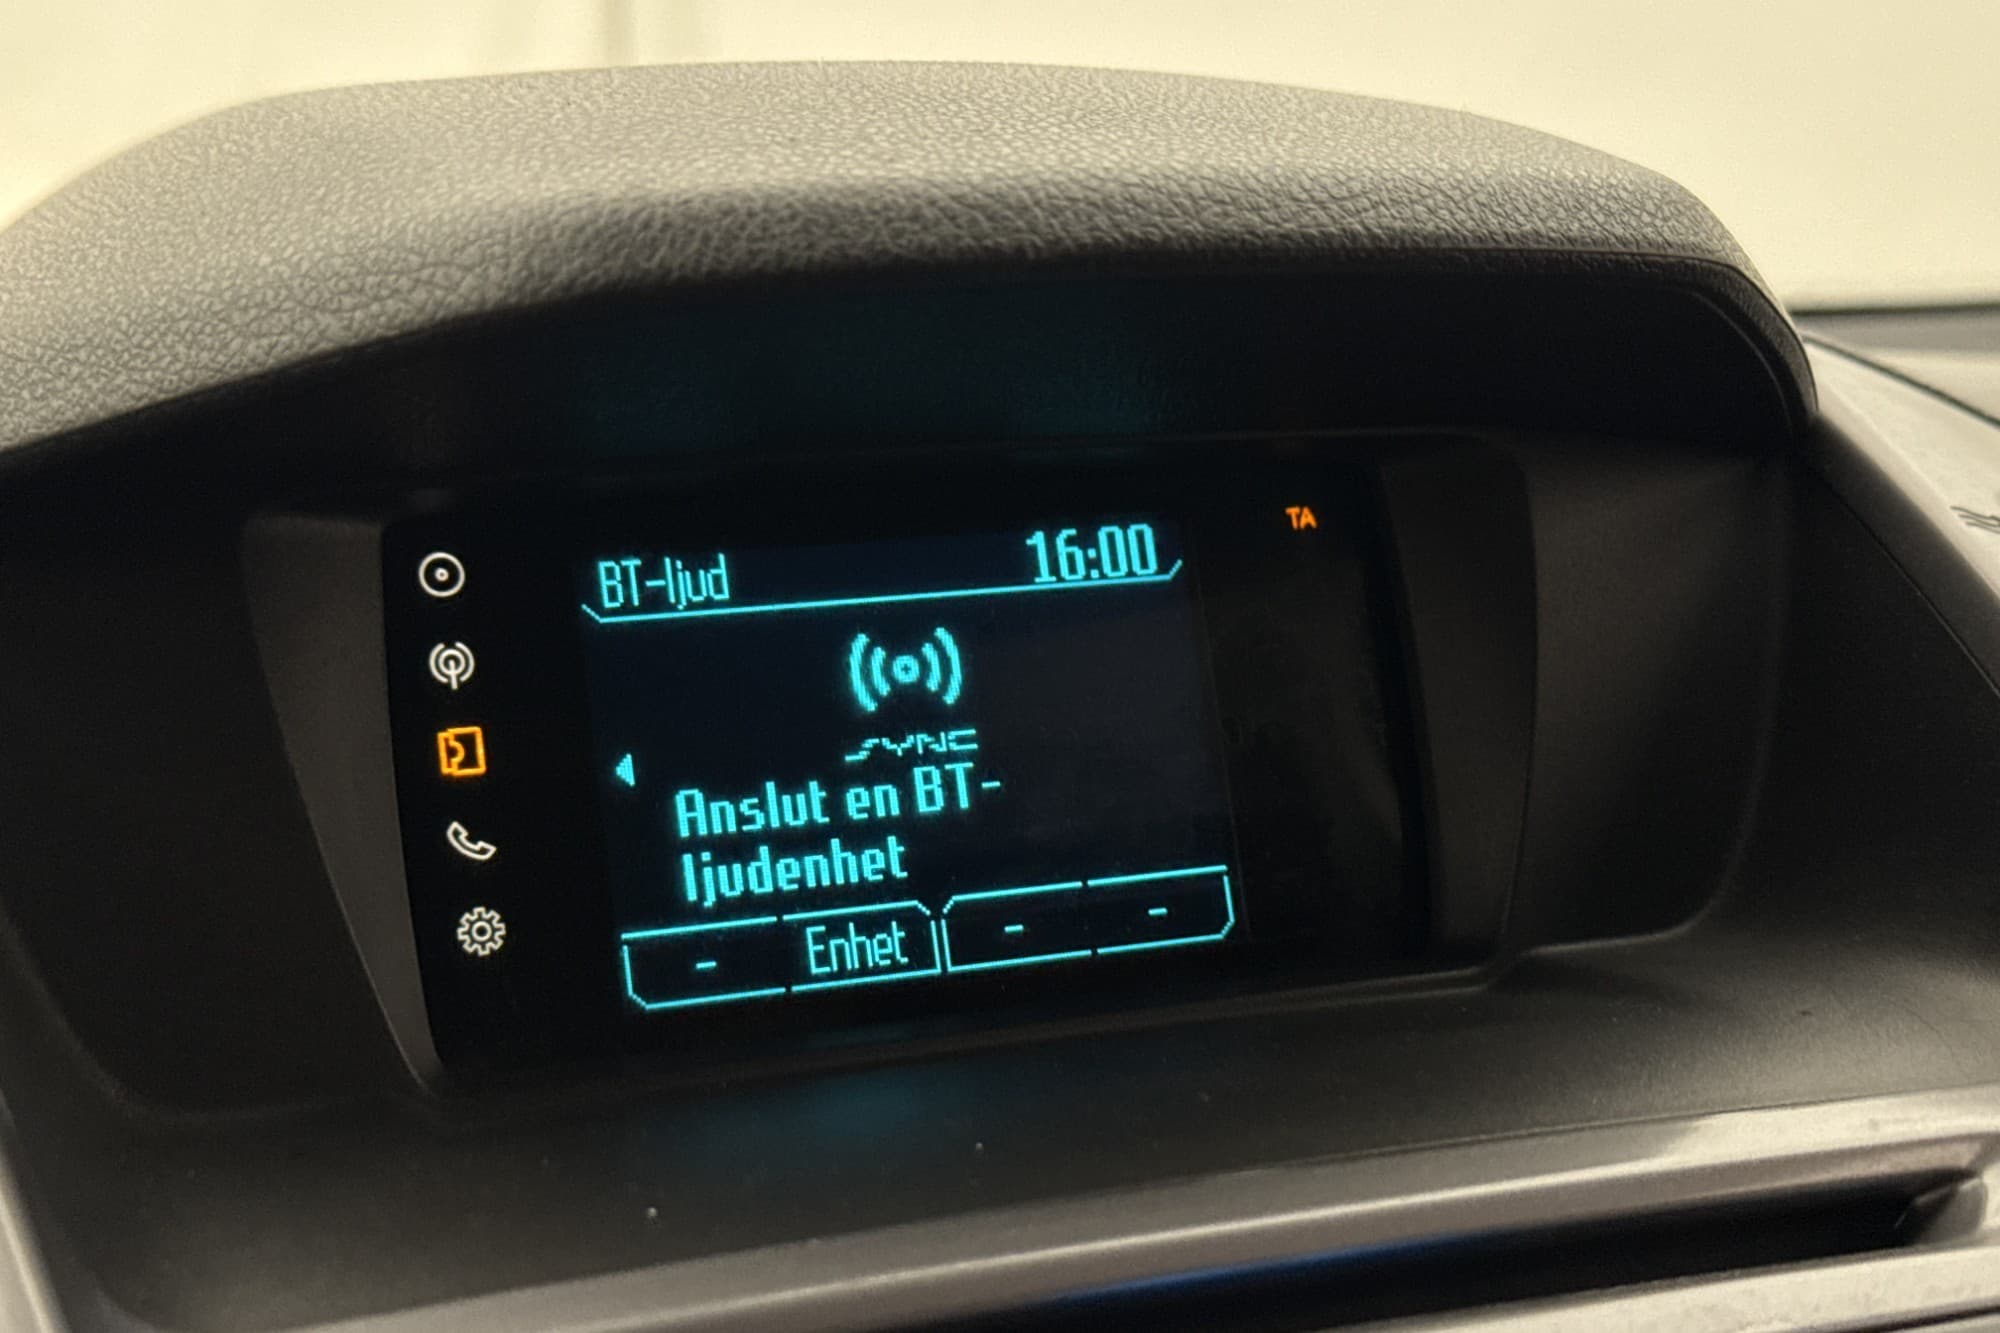 TA
BT-ljud 16:00
SYNC
Anslut en BT-
ljudenhet
- Enhet - -